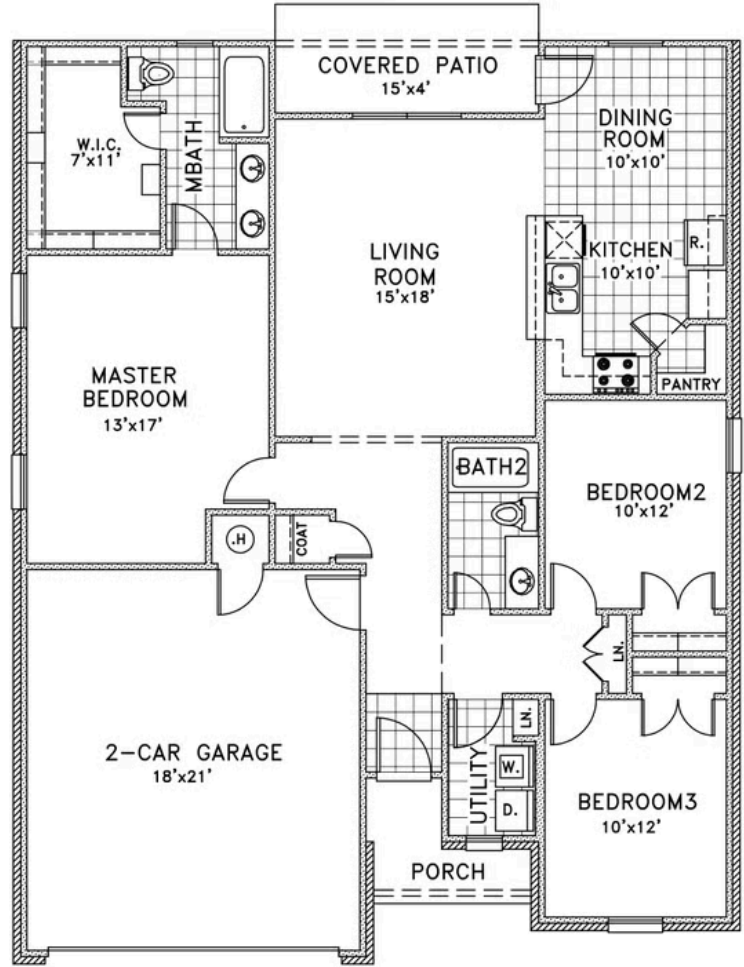 COVERED PATIO
15'x4'
DINING
ROOM
10'x10'
W.I.C.
7'x11'
MBATH
LIVING
ROOM
15'x18'
KITCHEN
10'x10'
R.
MASTER
BEDROOM
13'x17'
PANTRY
BATH2
BEDROOM2
10'x12'
.H
COAT
LN.
2-CAR GARAGE
18'x21'
LN.
UTILITY
W.
D.
BEDROOM3
10'x12'
PORCH